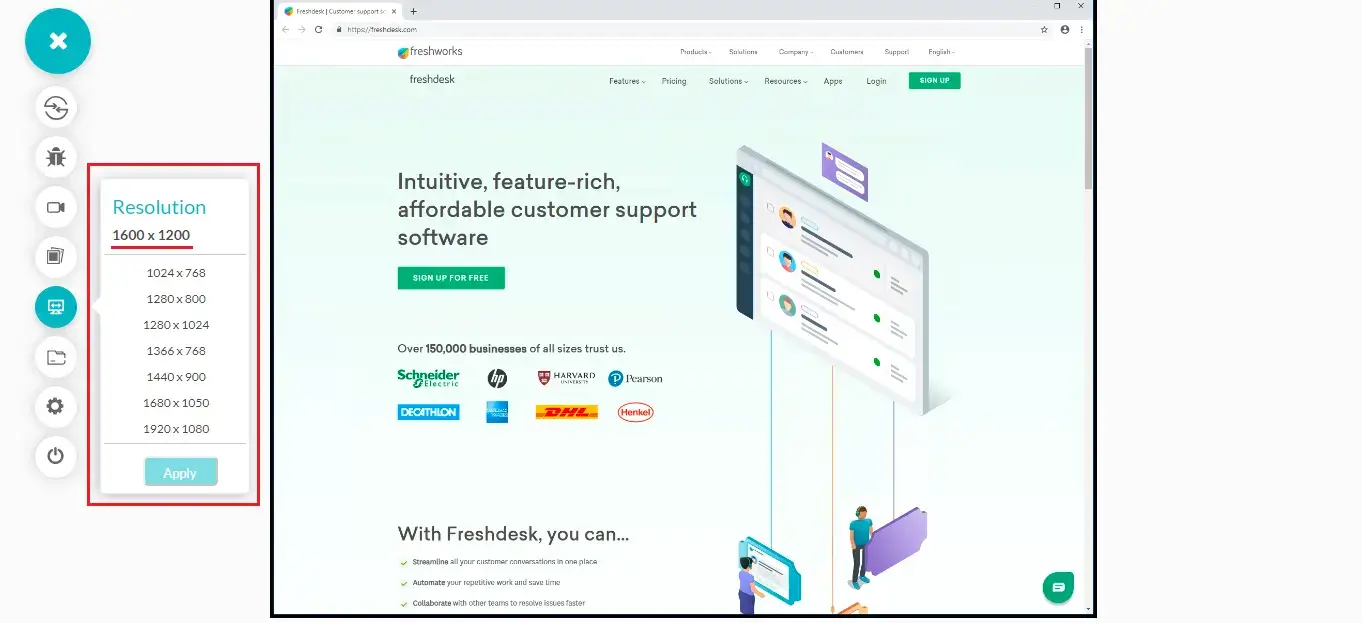 Freshdesk | Customer support so
https://freshdesk.com
freshworks
Products
Solutions
Company
Customers
Support
English
freshdesk
Features
Pricing
Solutions
Resources
Apps
Login
SIGN UP
Resolution
1600 x 1200
1024 x 768
1280 x 800
1280 x 1024
1366 x 768
1440 x 900
1680 x 1050
1920 x 1080
Apply
Intuitive, feature-rich,
affordable customer support
software
SIGN UP FOR FREE
Over 150,000 businesses of all sizes trust us.
Schneider
Electric
hp
HARVARD
UNIVERSITY
Pearson
DECATHLON
DHL
Henkel
With Freshdesk, you can...
Streamline all your customer conversations in one place
Automate your repetitive work and save time
Collaborate with other teams to resolve issues faster